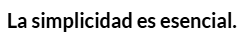 La simplicidad es esencial.